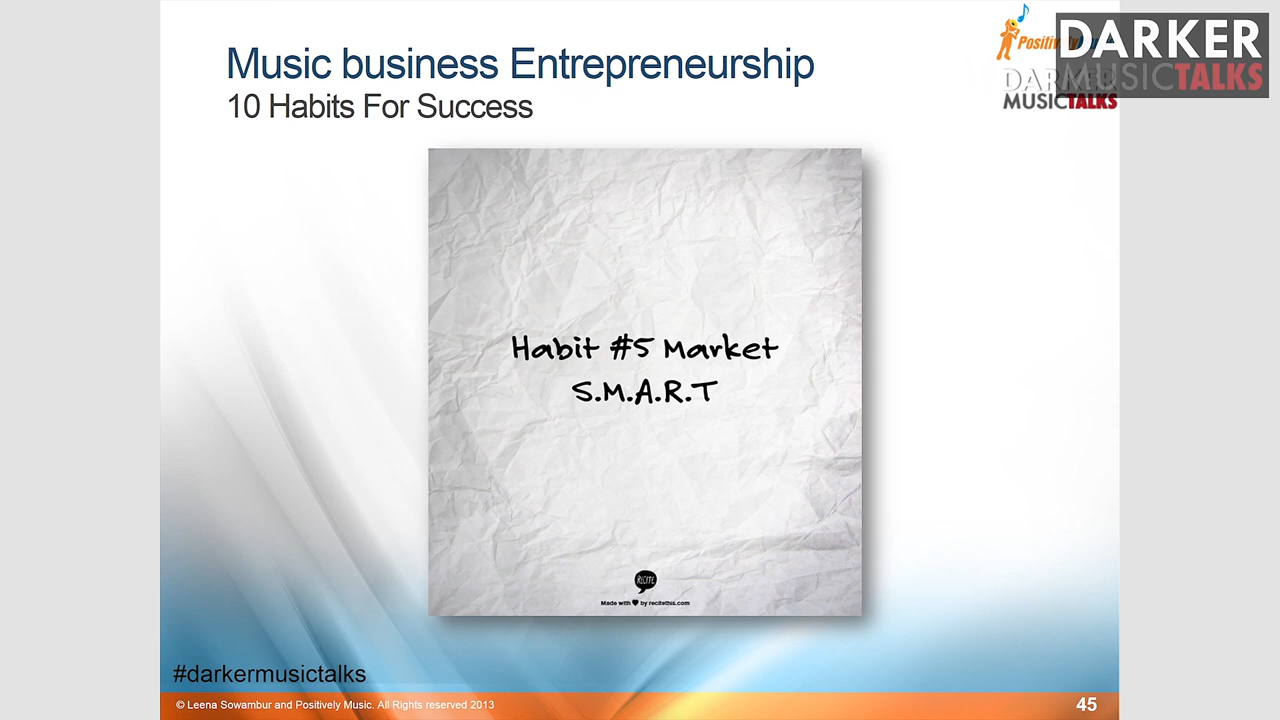 Music business Entrepreneurship
10 Habits For Success
DARKER
MUSICTALKS
MUSICTALKS
Habit #5 Market
S.M.A.R.T
RECITE
Made with ♥ by recitethis.com
#darkermusictalks
© Leena Sowambur and Positively Music. All Rights reserved 2013
45